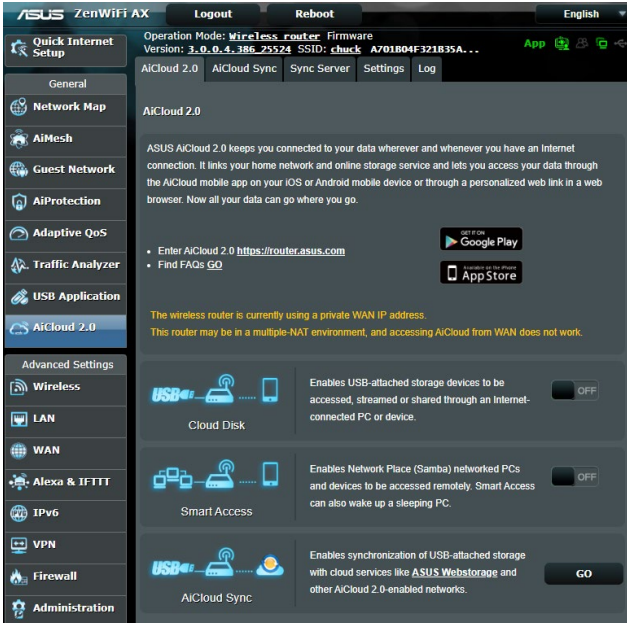 ASUS ZenWiFi AX Logout Reboot English
Operation Mode: Wireless router Firmware
Version: 3.0.0.4.386_25524 SSID: chuck A701B04F321B35A...
App
Quick Internet Setup
General
Network Map
AiMesh
Guest Network
AiProtection
Adaptive QoS
Traffic Analyzer
USB Application
AiCloud 2.0
Advanced Settings
Wireless
LAN
WAN
Alexa & IFTTT
IPv6
VPN
Firewall
Administration
AiCloud 2.0 AiCloud Sync Sync Server Settings Log
AiCloud 2.0
ASUS AiCloud 2.0 keeps you connected to your data wherever and whenever you have an Internet
connection. It links your home network and online storage service and lets you access your data through
the AiCloud mobile app on your iOS or Android mobile device or through a personalized web link in a web
browser. Now all your data can go where you go.
• Enter AiCloud 2.0 https://router.asus.com
• Find FAQs GO
GET IT ON
Google Play
Available on the iPhone
App Store
The wireless router is currently using a private WAN IP address.
This router may be in a multiple-NAT environment, and accessing AiCloud from WAN does not work.
USB
Cloud Disk
Enables USB-attached storage devices to be
accessed, streamed or shared through an Internet-
connected PC or device.
OFF
Smart Access
Enables Network Place (Samba) networked PCs
and devices to be accessed remotely. Smart Access
can also wake up a sleeping PC.
OFF
USB
AiCloud Sync
Enables synchronization of USB-attached storage
with cloud services like ASUS Webstorage and
other AiCloud 2.0-enabled networks.
GO